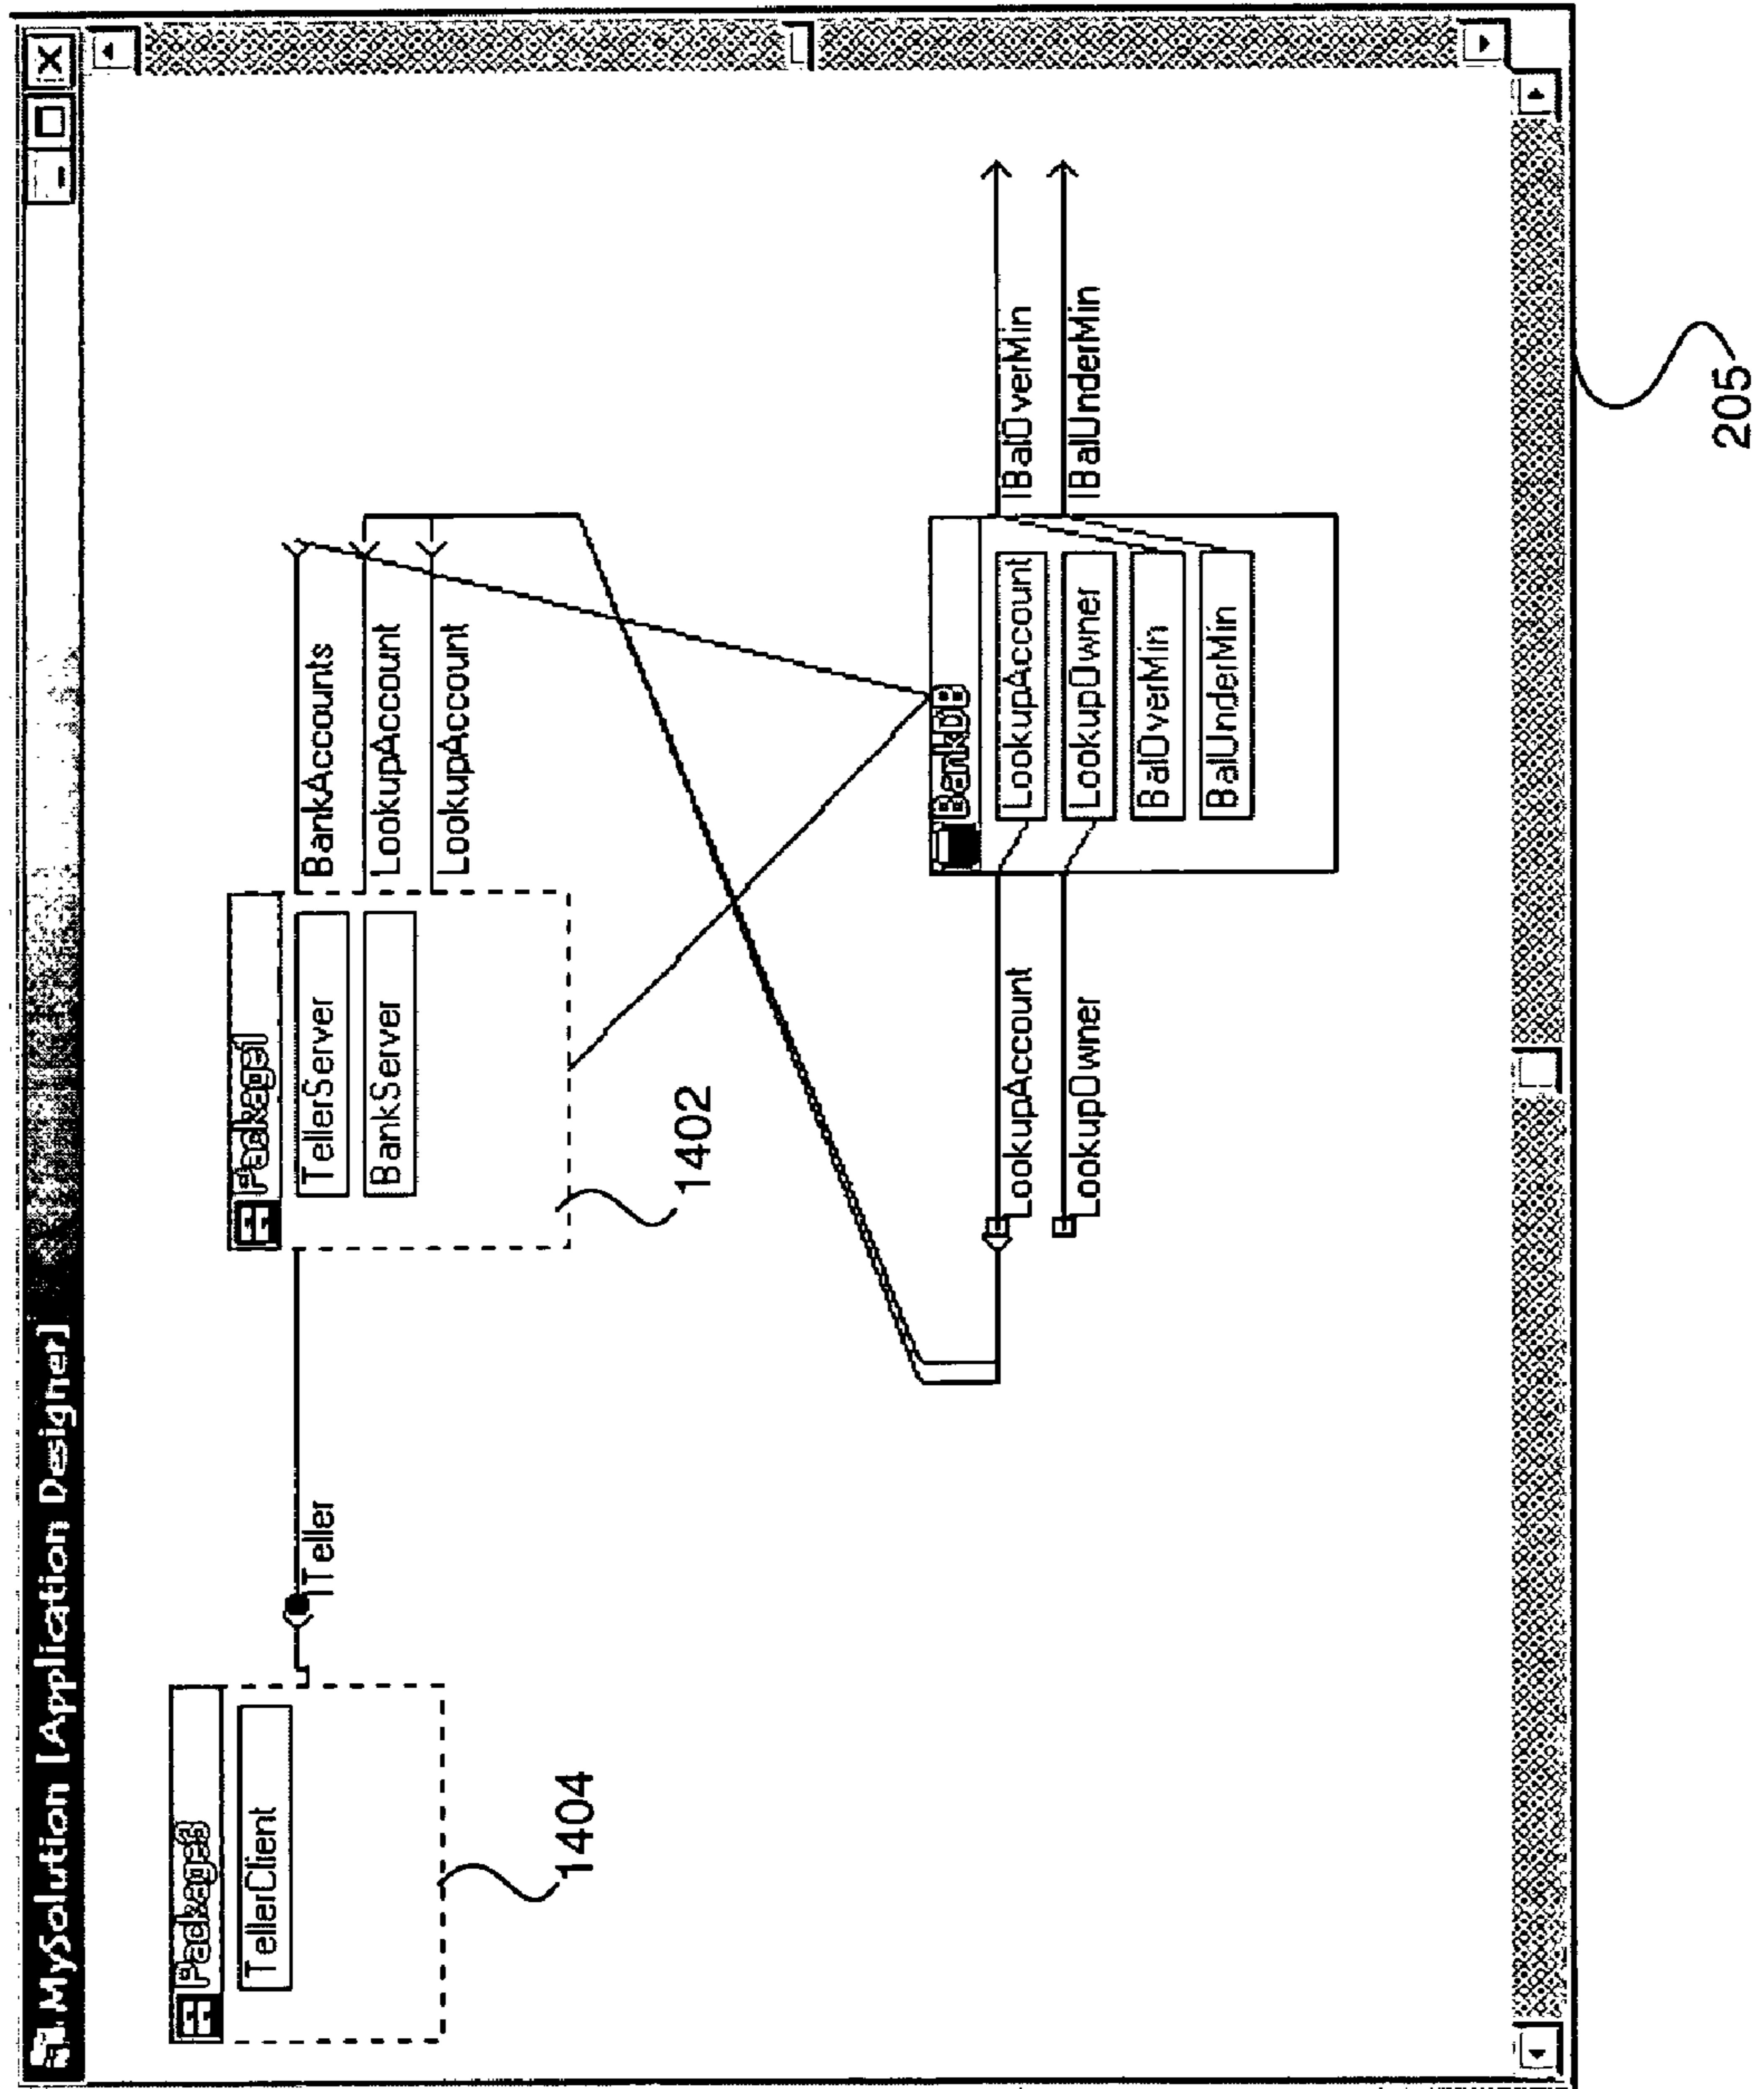 MySolution [Application Designer]
Package3
TellerClient
1404
ITeller
Package1
TellerServer
BankServer
1402
BankAccounts
LookupAccount
LookupAccount
LookupAccount
LookupOwner
BankDB
LookupAccount
LookupOwner
BalOverMin
BalUnderMin
IBalOverMin
IBalUnderMin
205